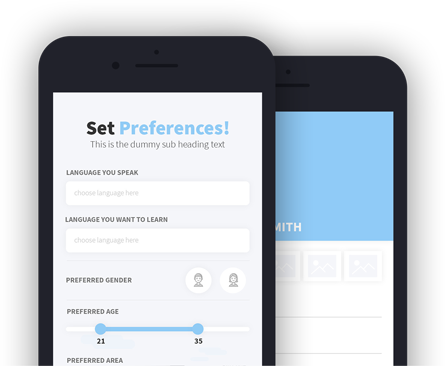 Set Preferences!
This is the dummy sub heading text
LANGUAGE YOU SPEAK
choose language here
LANGUAGE YOU WANT TO LEARN
choose language here
PREFERRED GENDER
PREFERRED AGE
21 35
PREFERRED AREA
MITH